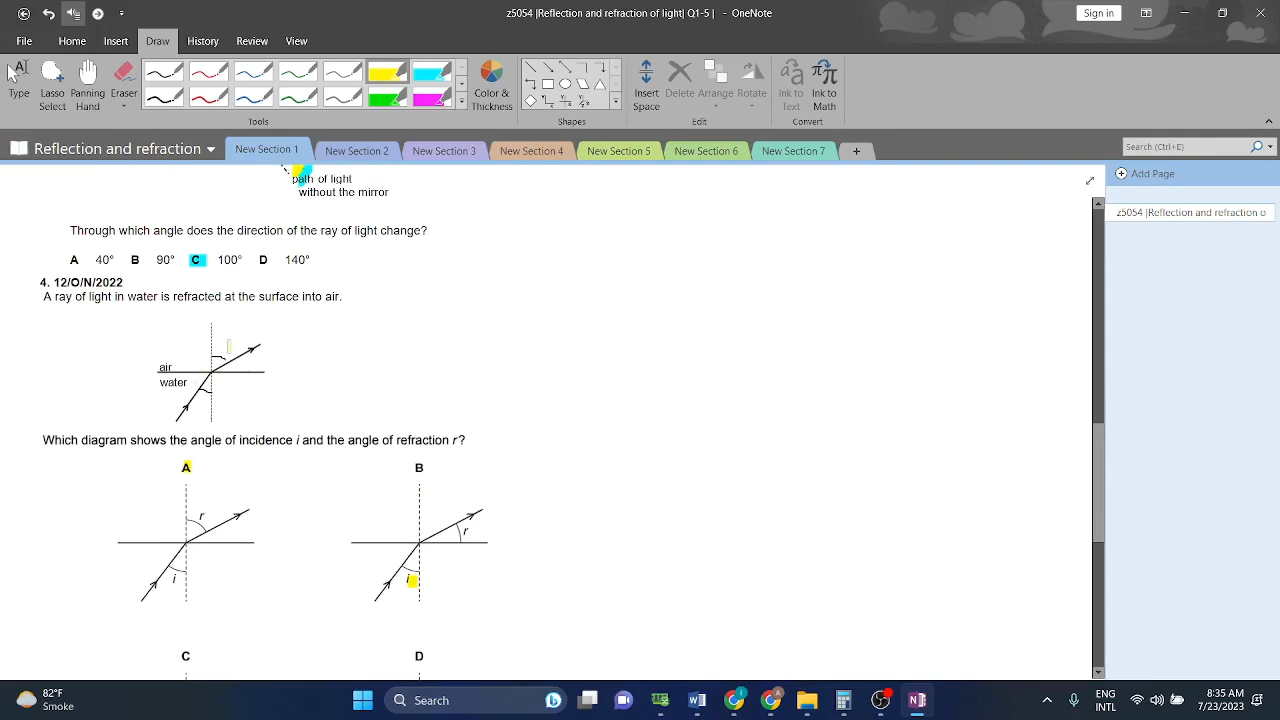 z5054 |Reflection and refraction of light| Q1-5 | - OneNote
Sign in
File Home Insert Draw History Review View
Type
Lasso Select
Panning Hand
Eraser
Color & Thickness
Insert Space
Delete Arrange Rotate
Ink to Text
Ink to Math
Tools Shapes Edit Convert
Reflection and refraction
New Section 1 New Section 2 New Section 3 New Section 4 New Section 5 New Section 6 New Section 7 +
Search (Ctrl+E)
Add Page
z5054 |Reflection and refraction o
path of light
without the mirror
Through which angle does the direction of the ray of light change?
A 40° B 90° C 100° D 140°
4. 12/O/N/2022
A ray of light in water is refracted at the surface into air.
air
water
Which diagram shows the angle of incidence i and the angle of refraction r?
A B
r r
i i
C D
82°F
Smoke
Search
ENG
INTL
8:35 AM
7/23/2023